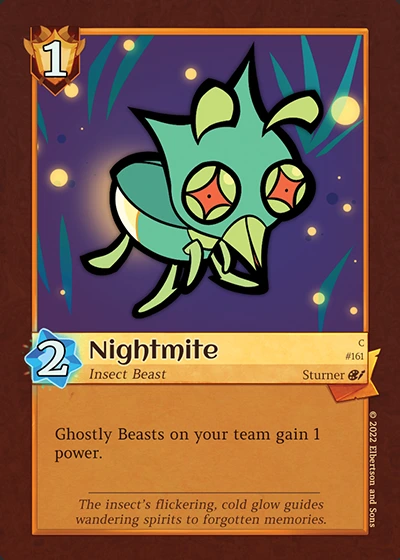 1
2
Nightmite
C
#161
Insect Beast
Sturner
Ghostly Beasts on your team gain 1
power.
The insect's flickering, cold glow guides
wandering spirits to forgotten memories.
© 2022 Elbertson and Sons